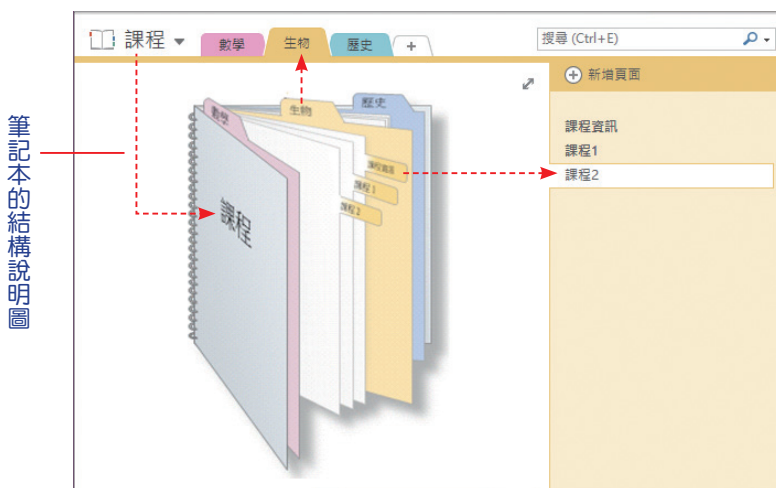 課程
數學
生物
歷史
+
搜尋 (Ctrl+E)
新增頁面
課程資訊
課程1
課程2
數學
生物
歷史
課程資訊
課程 1
課程 2
課程
筆記本的結構說明圖